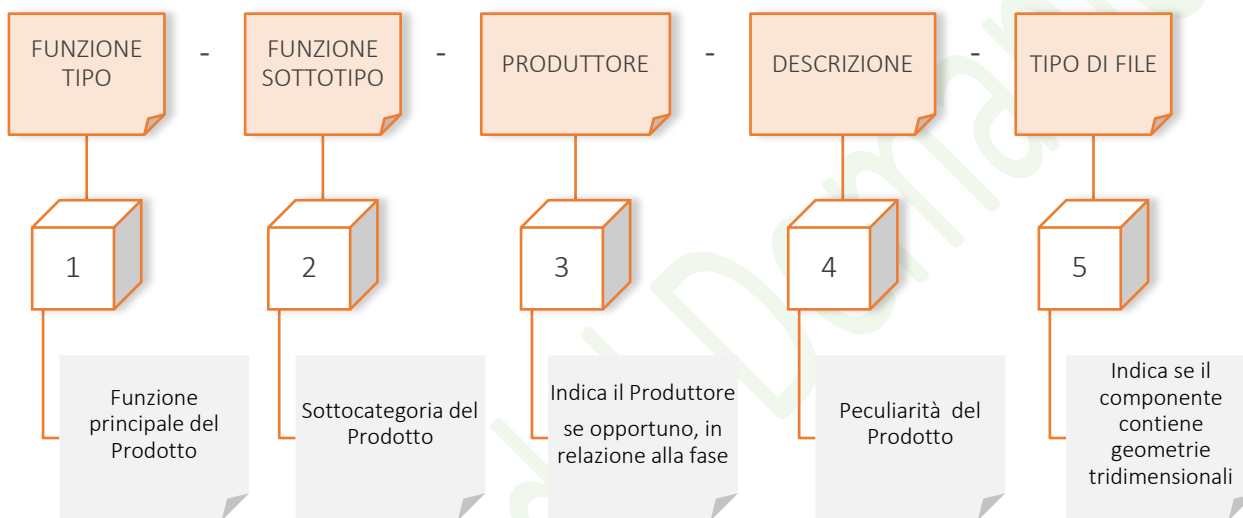 FUNZIONE
TIPO
-
FUNZIONE
SOTTOTIPO
-
PRODUTTORE
-
DESCRIZIONE
-
TIPO DI FILE
1
2
3
4
5
Funzione
principale del
Prodotto
Sottocategoria del
Prodotto
Indica il Produttore
se opportuno, in
relazione alla fase
Peculiarità del
Prodotto
Indica se il
componente
contiene
geometrie
tridimensionali